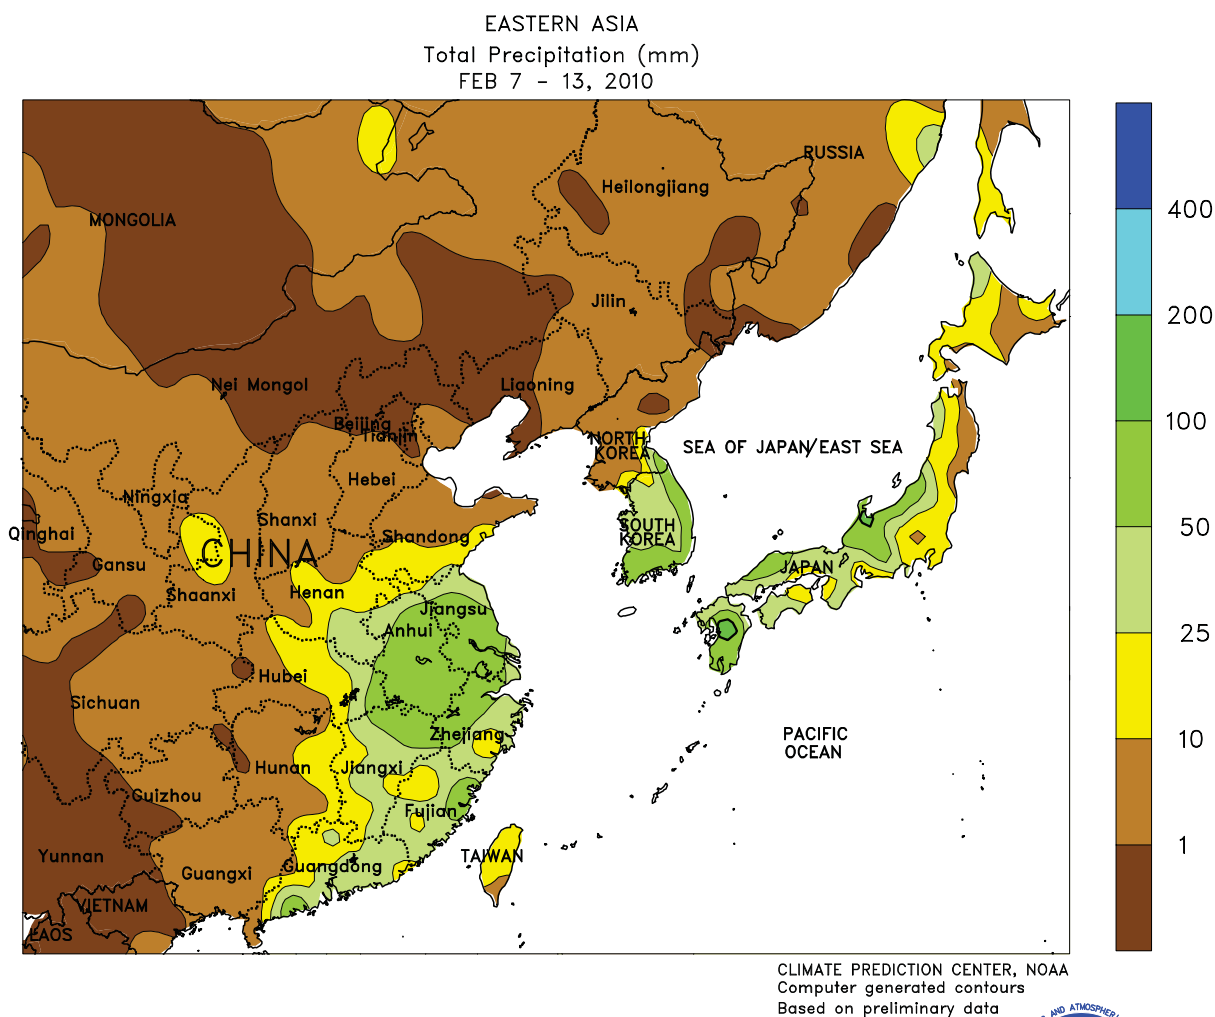 EASTERN ASIA
Total Precipitation (mm)
FEB 7 - 13, 2010
RUSSIA
Heilongjiang
MONGOLIA
Jilin
Nei Mongol
Liaoning
Beijing
Tianjin
NORTH
KOREA
SEA OF JAPAN/EAST SEA
Hebei
Ningxia
Shanxi
Qinghai
Shandong
SOUTH
KOREA
CHINA
Gansu
JAPAN
Shaanxi
Henan
Jiangsu
Anhui
Hubei
Sichuan
Zhejiang
PACIFIC
OCEAN
Hunan
Jiangxi
Guizhou
Fujian
Yunnan
TAIWAN
Guangdong
Guangxi
VIETNAM
LAOS
400
200
100
50
25
10
1
CLIMATE PREDICTION CENTER, NOAA
Computer generated contours
Based on preliminary data
AND ATMOSPHER